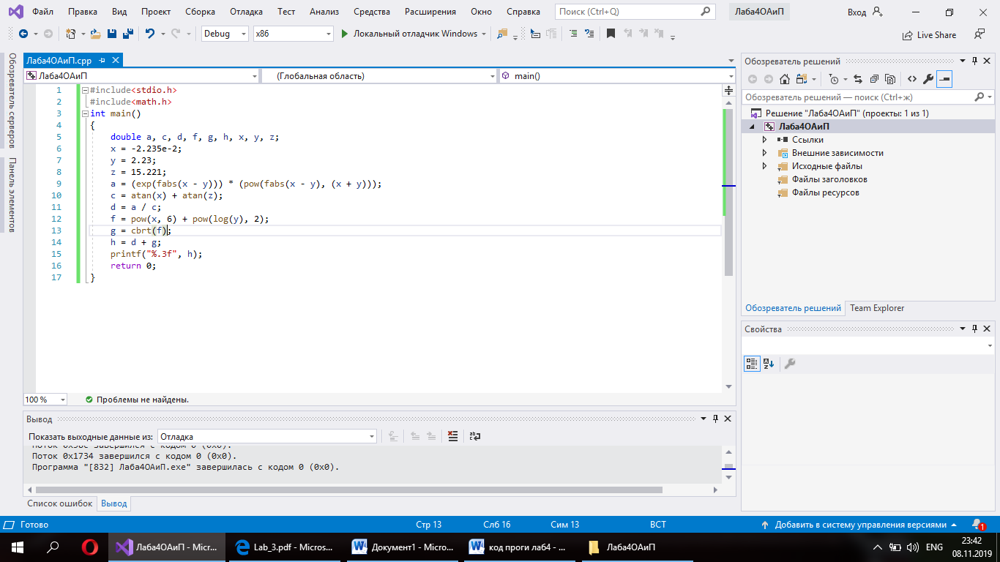 Файл Правка Вид Проект Сборка Отладка Тест Анализ Средства Расширения Окно Справка Поиск (Ctrl+Q) Лаба4ОАиП Вход
Debug x86 Локальный отладчик Windows Live Share
Обозреватель серверов
Панель элементов
Лаба4ОАиП.cpp
Лаба4ОАиП (Глобальная область) main()
1 #include<stdio.h>
2 #include<math.h>
3 int main()
4 {
5 double a, c, d, f, g, h, x, y, z;
6 x = -2.235e-2;
7 y = 2.23;
8 z = 15.221;
9 a = (exp(fabs(x - y))) * (pow(fabs(x - y), (x + y)));
10 c = atan(x) + atan(z);
11 d = a / c;
12 f = pow(x, 6) + pow(log(y), 2);
13 g = cbrt(f);
14 h = d + g;
15 printf("%.3f", h);
16 return 0;
17 }
100 % Проблемы не найдены.
Вывод
Показать выходные данные из: Отладка
Поток 0x1734 завершился с кодом 0 (0x0).
Программа "[832] Лаба4ОАиП.exe" завершилась с кодом 0 (0x0).
Список ошибок Вывод
Обозреватель решений
Обозреватель решений — поиск (Ctrl+ж)
Решение "Лаба4ОАиП" (проекты: 1 из 1)
Лаба4ОАиП
Ссылки
Внешние зависимости
Исходные файлы
Файлы заголовков
Файлы ресурсов
Обозреватель решений Team Explorer
Свойства
Готово Стр 13 Слб 16 Сим 13 ВСТ Добавить в систему управления версиями 1
Лаба4ОАиП - Micr... Lab_3.pdf - Micros... Документ1 - Micro... код проги лаб4 - ... Лаба4ОАиП ENG 23:42
08.11.2019